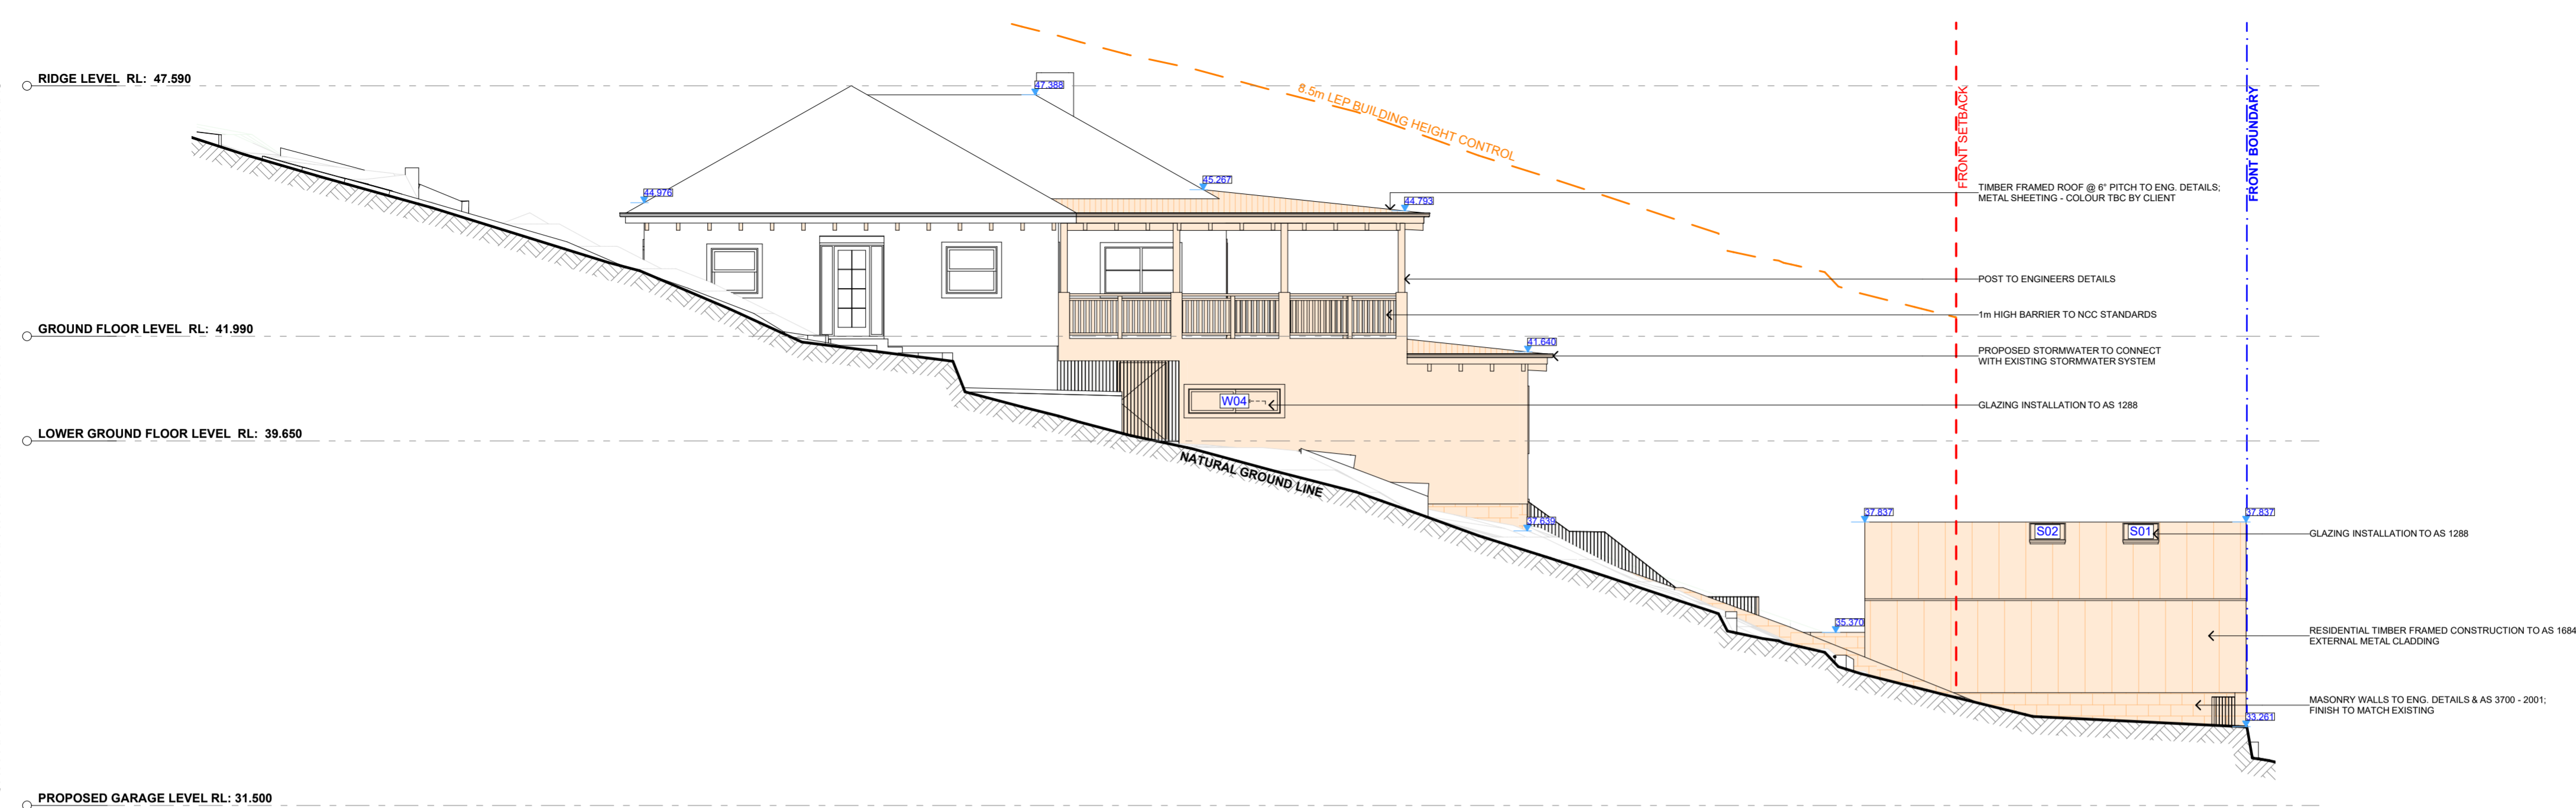 RIDGE LEVEL RL: 47.590
47.388
8.5m LEP BUILDING HEIGHT CONTROL
FRONT SETBACK
FRONT BOUNDARY
44.976
45.267
44.793
TIMBER FRAMED ROOF @ 6° PITCH TO ENG. DETAILS;
METAL SHEETING - COLOUR TBC BY CLIENT
POST TO ENGINEERS DETAILS
1m HIGH BARRIER TO NCC STANDARDS
GROUND FLOOR LEVEL RL: 41.990
41.640
PROPOSED STORMWATER TO CONNECT
WITH EXISTING STORMWATER SYSTEM
W04
GLAZING INSTALLATION TO AS 1288
LOWER GROUND FLOOR LEVEL RL: 39.650
NATURAL GROUND LINE
37.639
37.837
37.837
S02
S01
GLAZING INSTALLATION TO AS 1288
35.370
RESIDENTIAL TIMBER FRAMED CONSTRUCTION TO AS 1684
EXTERNAL METAL CLADDING
MASONRY WALLS TO ENG. DETAILS & AS 3700 - 2001;
FINISH TO MATCH EXISTING
33.261
PROPOSED GARAGE LEVEL RL: 31.500